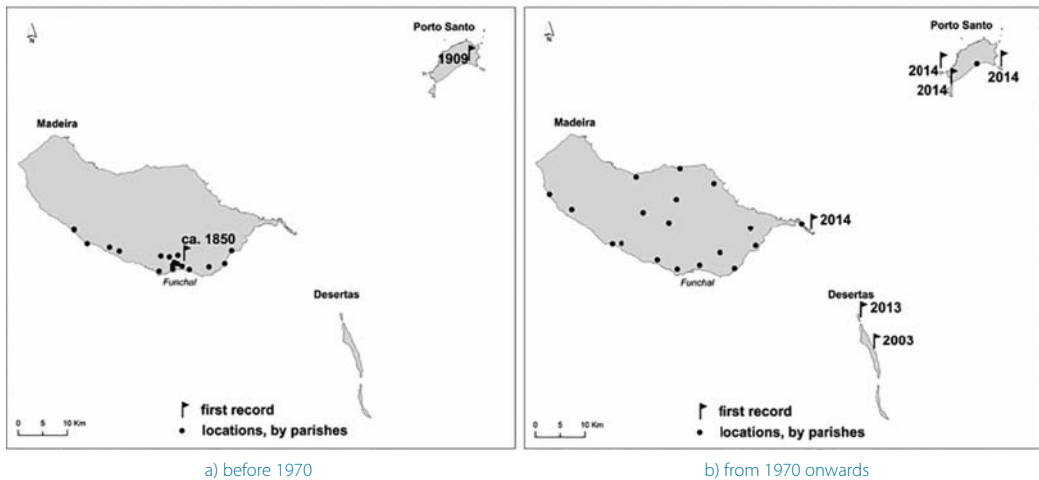 N
Porto Santo
1909
Madeira
ca. 1850
Funchal
Desertas
first record
locations, by parishes
0 5 10 Km
a) before 1970
N
Porto Santo
2014
2014
2014
Madeira
2014
Funchal
Desertas
2013
2003
first record
locations, by parishes
0 5 10 Km
b) from 1970 onwards